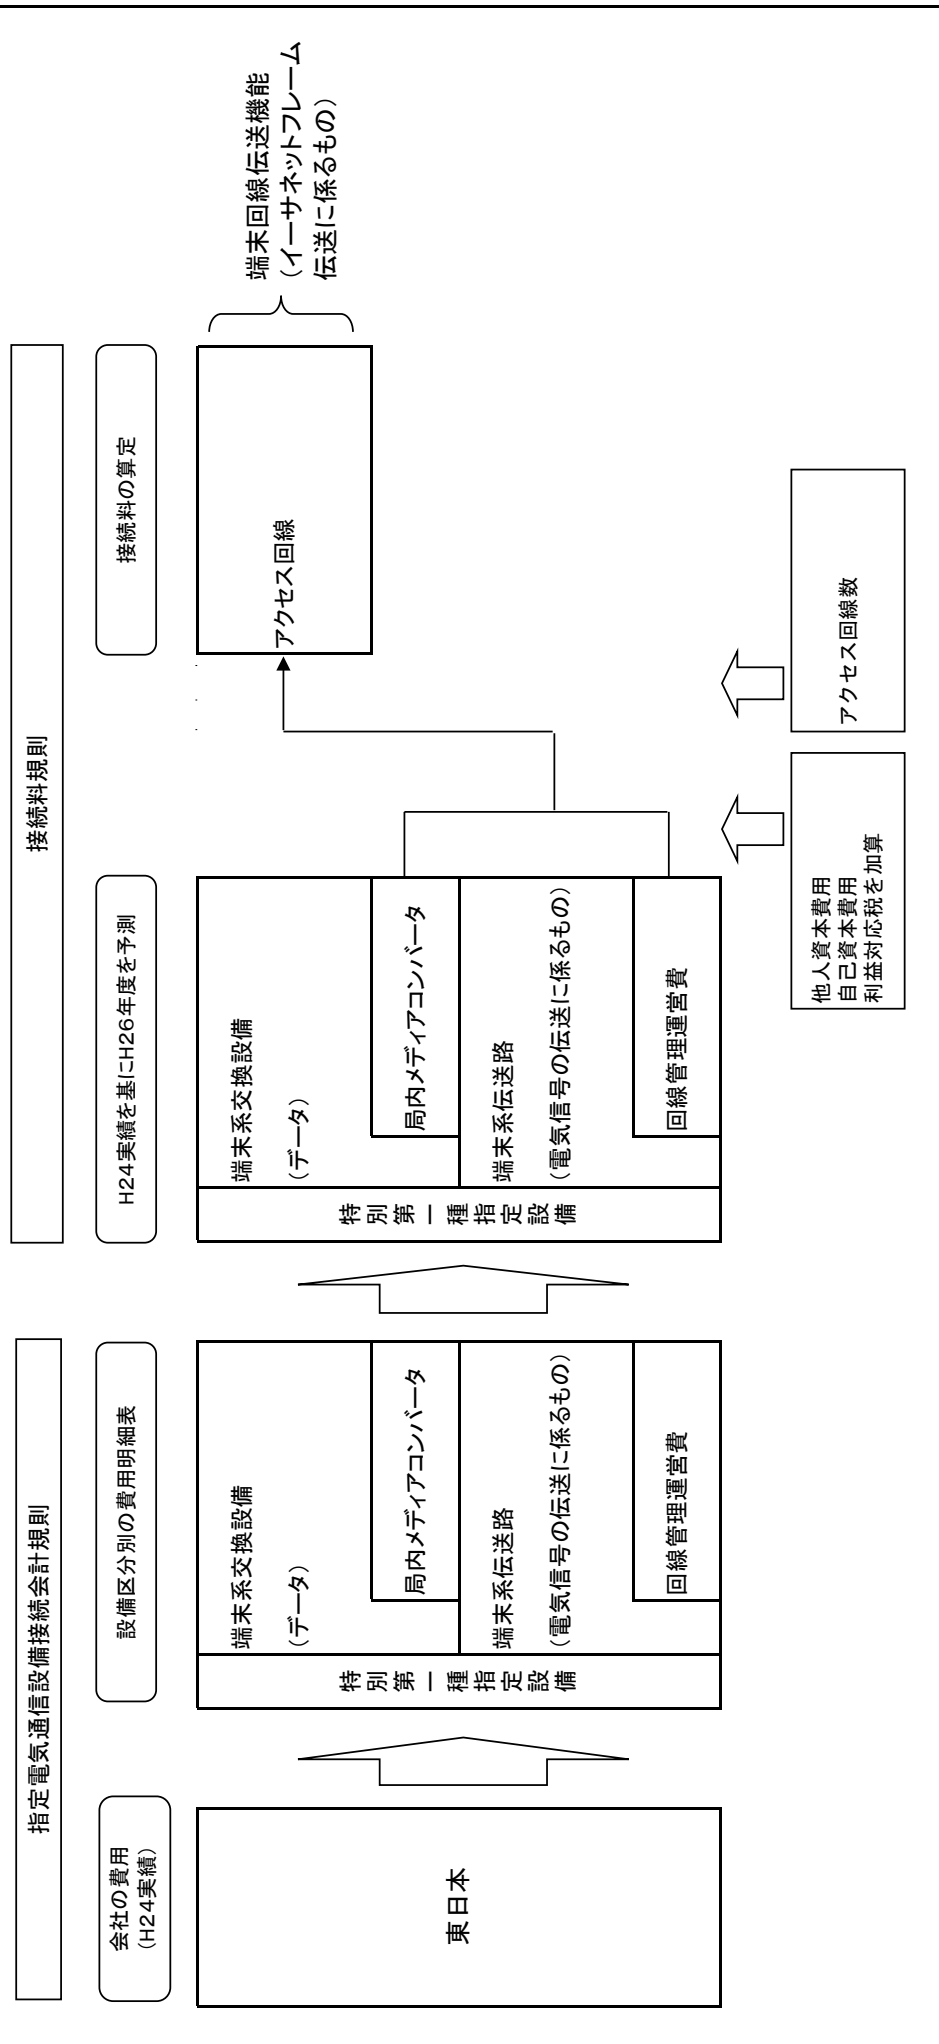 指定電気通信設備接続会計規則
接続料規則
会社の費用
（H24実績）
設備区分別の費用明細表
H24実績を基にH26年度を予測
接続料の算定
東日本
特別第一種指定設備
端末系交換設備
（データ）
局内メディアコンバータ
端末系伝送路
（電気信号の伝送に係るもの）
回線管理運営費
特別第一種指定設備
端末系交換設備
（データ）
局内メディアコンバータ
端末系伝送路
（電気信号の伝送に係るもの）
回線管理運営費
アクセス回線
端末回線伝送機能
（イーサネットフレーム
伝送に係るもの）
他人資本費用
自己資本費用
利益対応税を加算
アクセス回線数